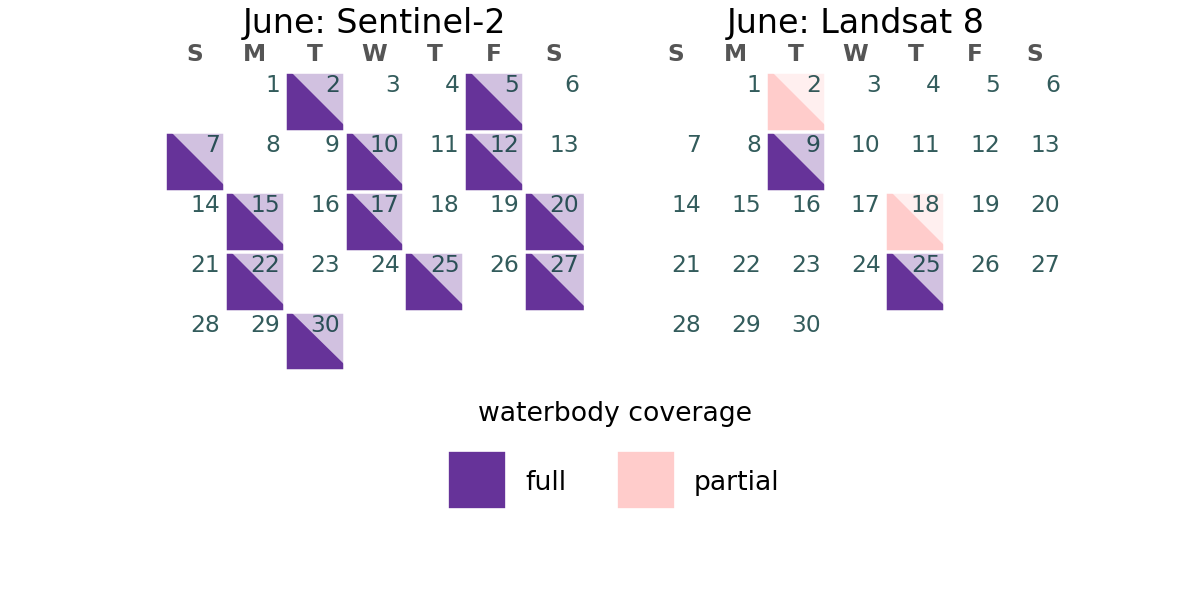 June: Sentinel-2
S M T W T F S
1 2 3 4 5 6
7 8 9 10 11 12 13
14 15 16 17 18 19 20
21 22 23 24 25 26 27
28 29 30
June: Landsat 8
S M T W T F S
1 2 3 4 5 6
7 8 9 10 11 12 13
14 15 16 17 18 19 20
21 22 23 24 25 26 27
28 29 30
waterbody coverage
full partial